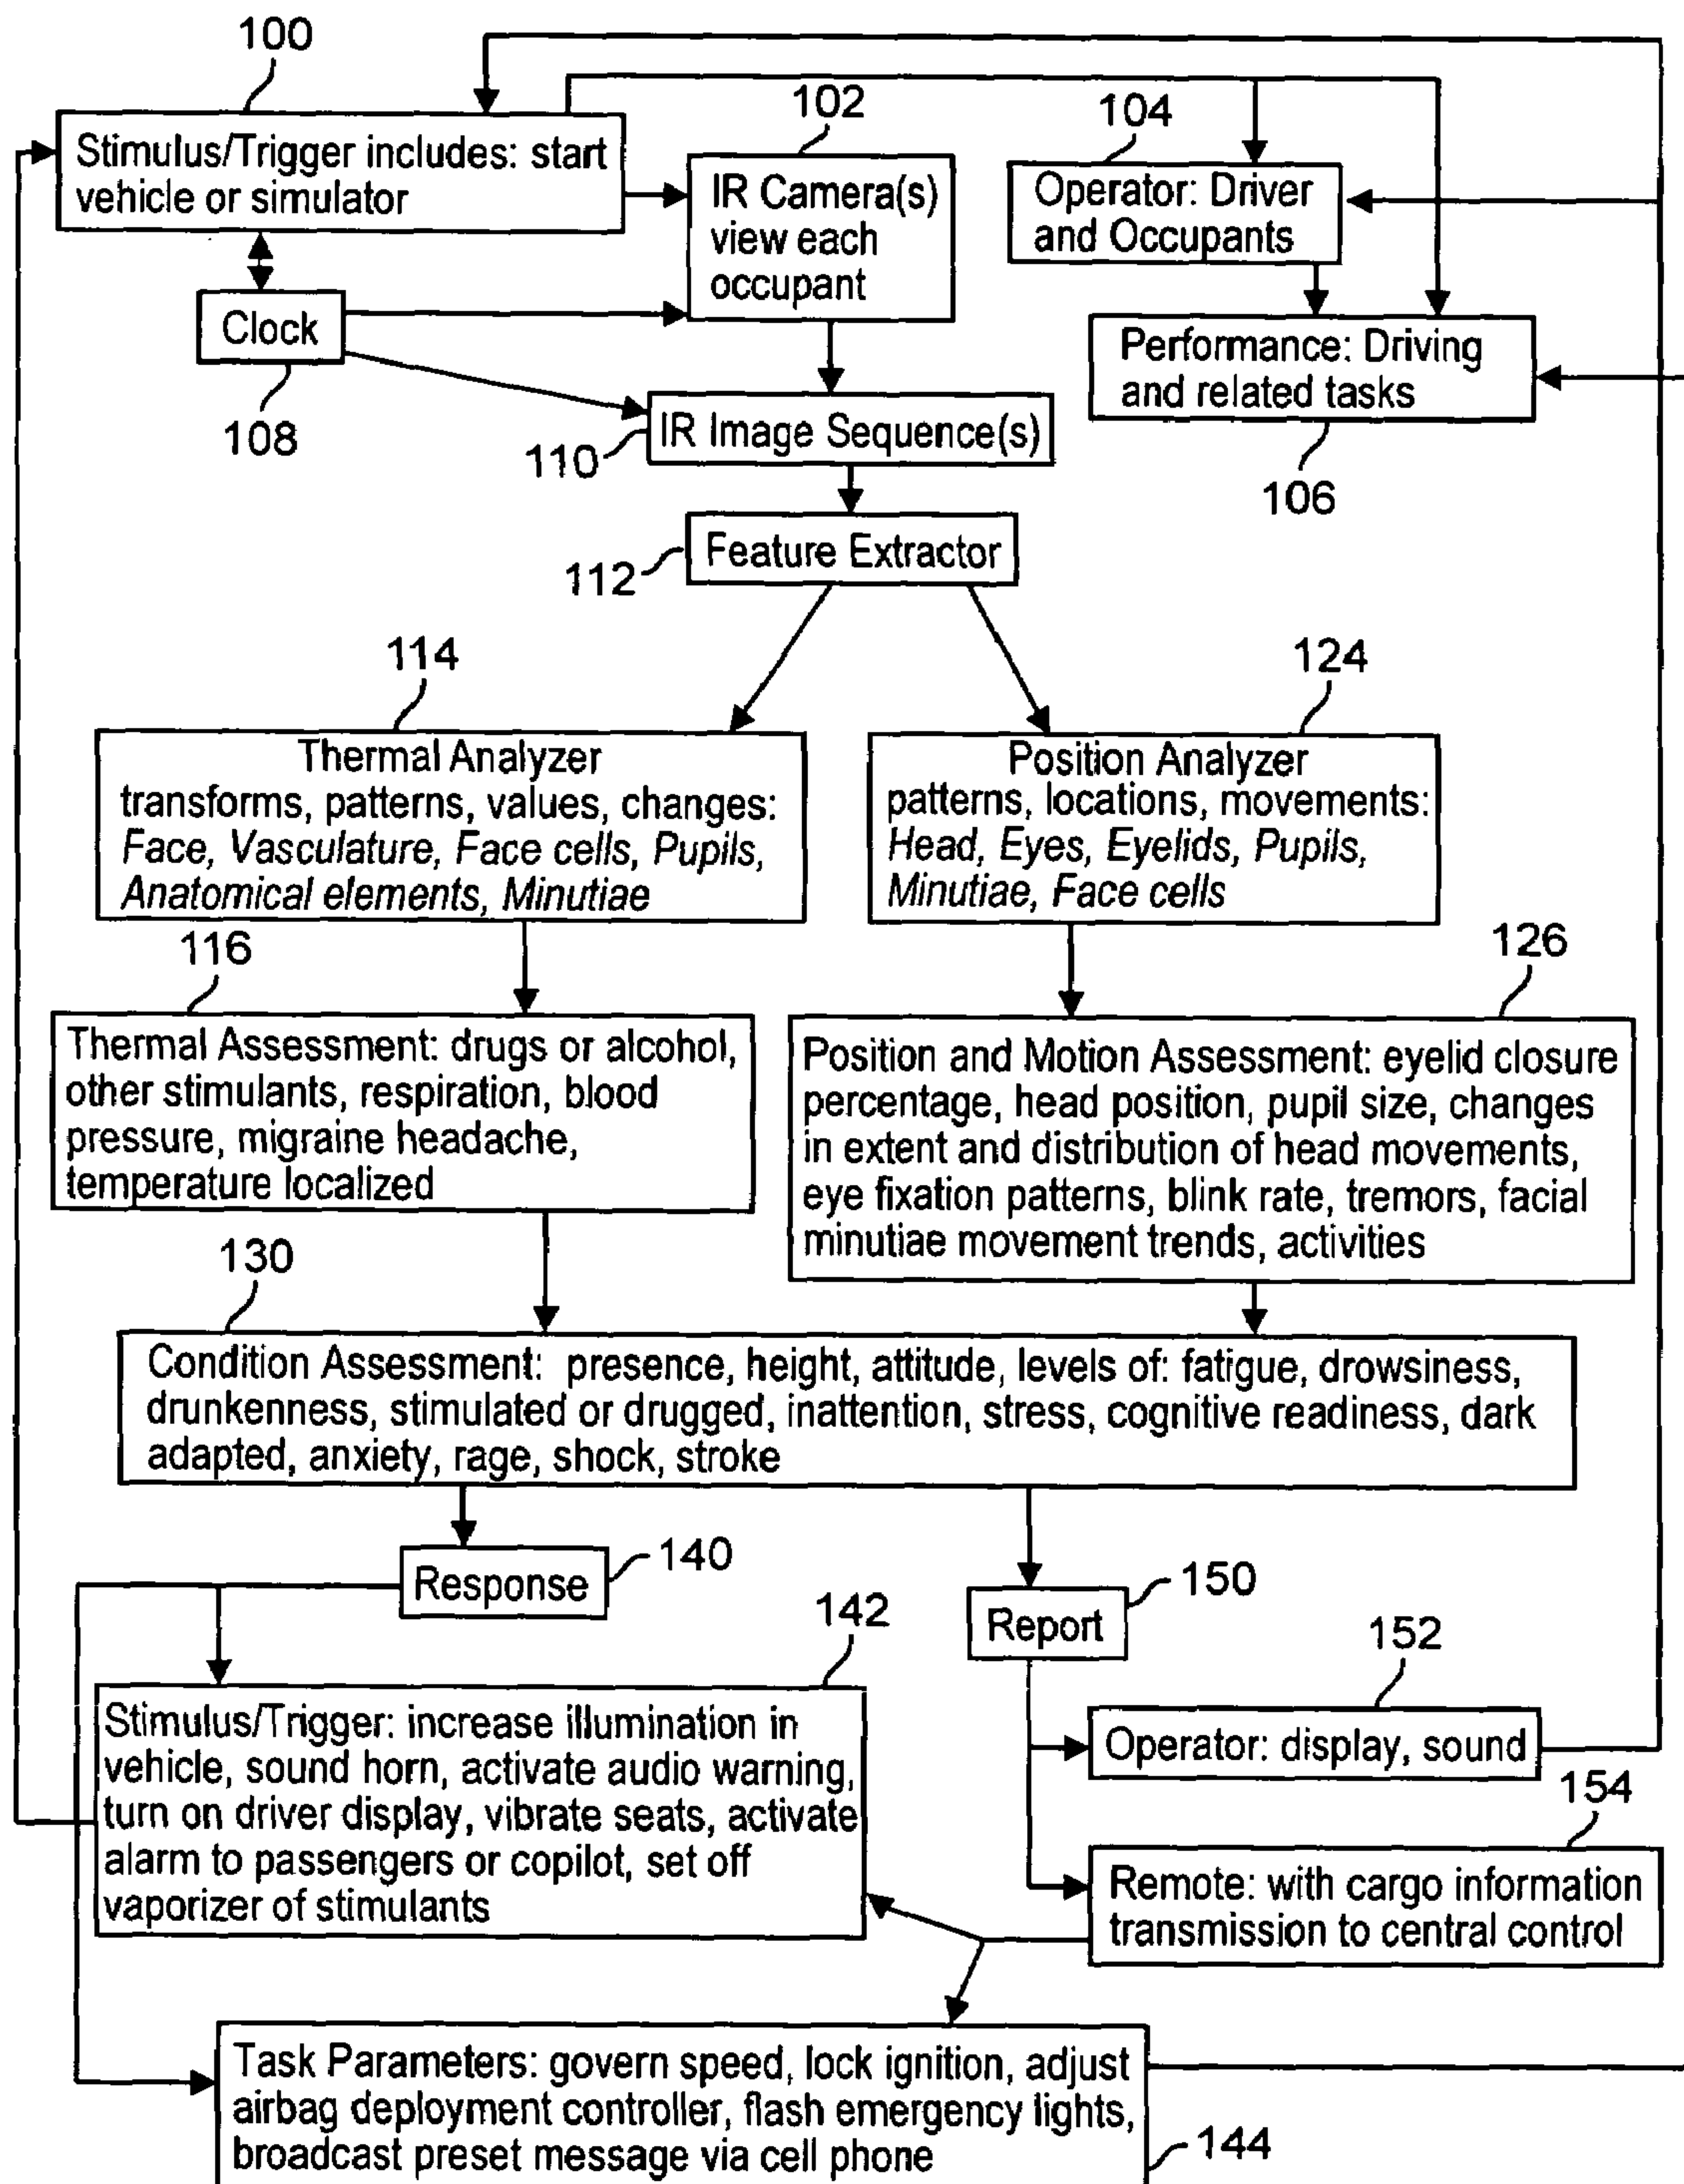 100
Stimulus/Trigger includes: start
vehicle or simulator
102
IR Camera(s)
view each
occupant
104
Operator: Driver
and Occupants
Clock
108
Performance: Driving
and related tasks
106
IR Image Sequence(s)
110
Feature Extractor
112
114
Thermal Analyzer
transforms, patterns, values, changes:
Face, Vasculature, Face cells, Pupils,
Anatomical elements, Minutiae
124
Position Analyzer
patterns, locations, movements:
Head, Eyes, Eyelids, Pupils,
Minutiae, Face cells
116
Thermal Assessment: drugs or alcohol,
other stimulants, respiration, blood
pressure, migraine headache,
temperature localized
126
Position and Motion Assessment: eyelid closure
percentage, head position, pupil size, changes
in extent and distribution of head movements,
eye fixation patterns, blink rate, tremors, facial
minutiae movement trends, activities
130
Condition Assessment: presence, height, attitude, levels of: fatigue, drowsiness,
drunkenness, stimulated or drugged, inattention, stress, cognitive readiness, dark
adapted, anxiety, rage, shock, stroke
Response
140
Report
150
142
Stimulus/Trigger: increase illumination in
vehicle, sound horn, activate audio warning,
turn on driver display, vibrate seats, activate
alarm to passengers or copilot, set off
vaporizer of stimulants
152
Operator: display, sound
154
Remote: with cargo information
transmission to central control
Task Parameters: govern speed, lock ignition, adjust
airbag deployment controller, flash emergency lights,
broadcast preset message via cell phone
144